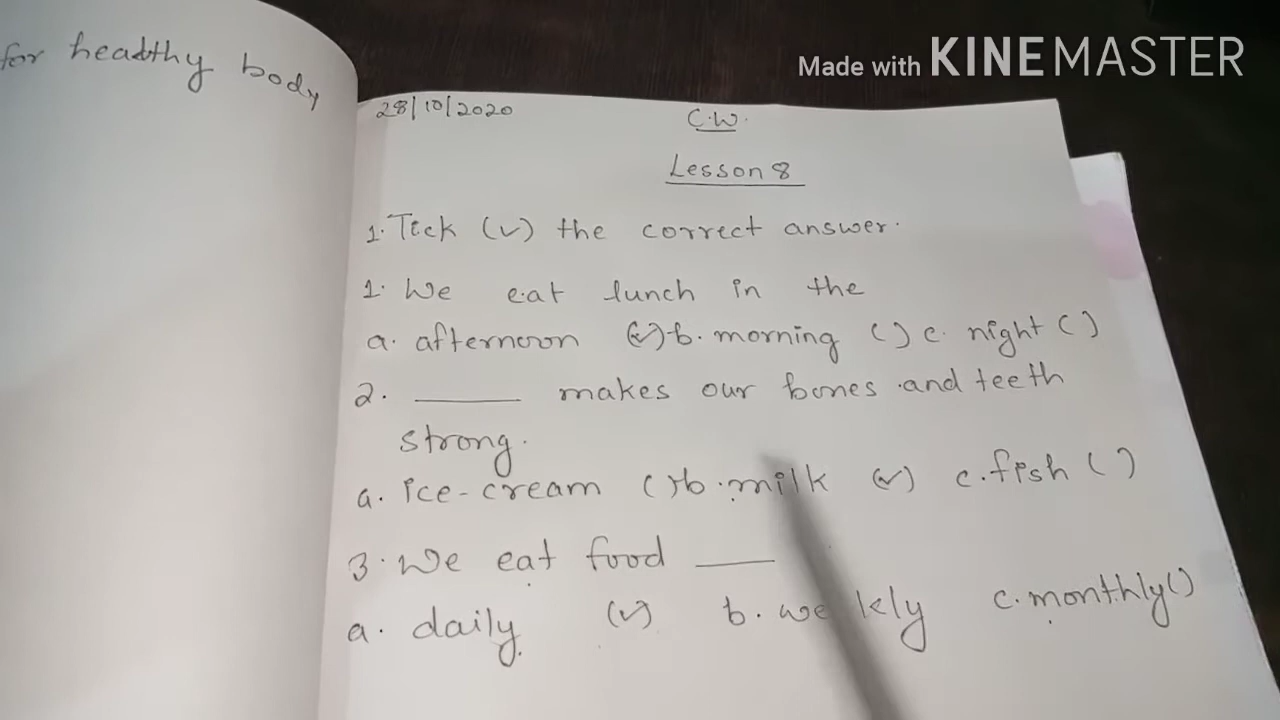 for healthy body
Made with KINEMASTER
28/10/2020
C.W.
Lesson 8
1. Tick (✓) the correct answer.
1. We eat lunch in the
a. afternoon (✓) b. morning ( ) c. night ( )
2. ______ makes our bones and teeth
strong.
a. ice-cream ( ) b. milk (✓) c. fish ( )
3. We eat food ____
a. daily (✓) b. weekly c. monthly ( )